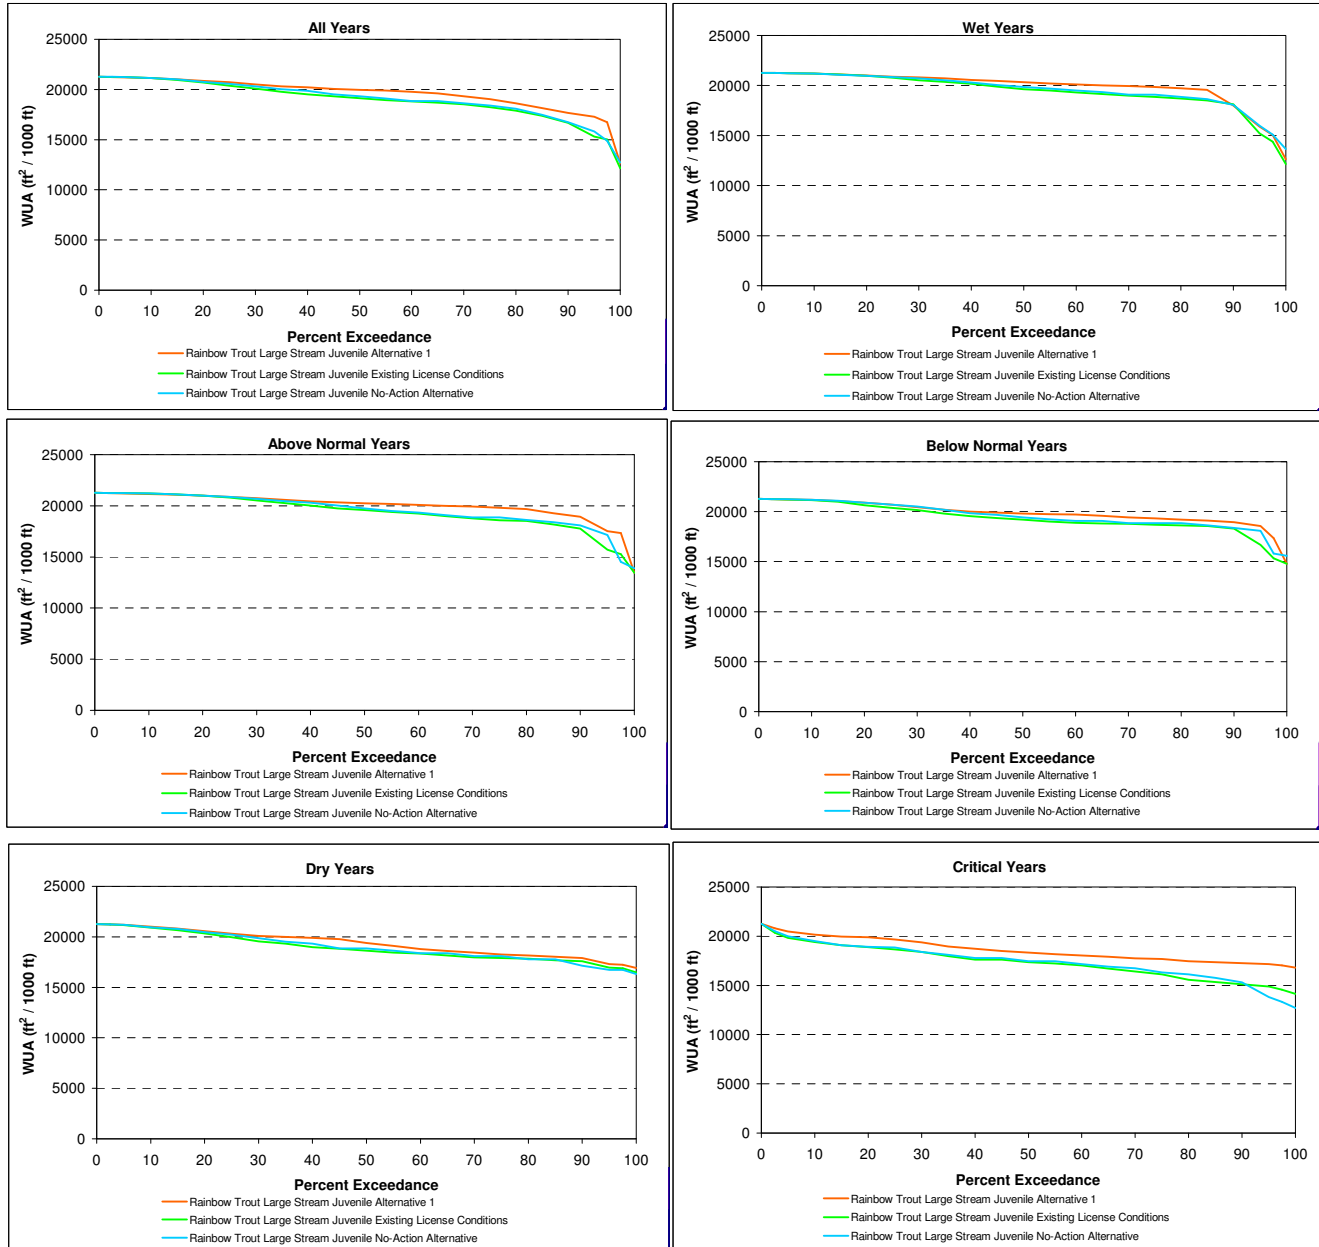 All Years
25000
20000
15000
10000
5000
0
WUA (ft² / 1000 ft)
0 10 20 30 40 50 60 70 80 90 100
Percent Exceedance
Rainbow Trout Large Stream Juvenile Alternative 1
Rainbow Trout Large Stream Juvenile Existing License Conditions
Rainbow Trout Large Stream Juvenile No-Action Alternative
Wet Years
25000
20000
15000
10000
5000
0
WUA (ft² / 1000 ft)
0 10 20 30 40 50 60 70 80 90 100
Percent Exceedance
Rainbow Trout Large Stream Juvenile Alternative 1
Rainbow Trout Large Stream Juvenile Existing License Conditions
Rainbow Trout Large Stream Juvenile No-Action Alternative
Above Normal Years
25000
20000
15000
10000
5000
0
WUA (ft² / 1000 ft)
0 10 20 30 40 50 60 70 80 90 100
Percent Exceedance
Rainbow Trout Large Stream Juvenile Alternative 1
Rainbow Trout Large Stream Juvenile Existing License Conditions
Rainbow Trout Large Stream Juvenile No-Action Alternative
Below Normal Years
25000
20000
15000
10000
5000
0
WUA (ft² / 1000 ft)
0 10 20 30 40 50 60 70 80 90 100
Percent Exceedance
Rainbow Trout Large Stream Juvenile Alternative 1
Rainbow Trout Large Stream Juvenile Existing License Conditions
Rainbow Trout Large Stream Juvenile No-Action Alternative
Dry Years
25000
20000
15000
10000
5000
0
WUA (ft² / 1000 ft)
0 10 20 30 40 50 60 70 80 90 100
Percent Exceedance
Rainbow Trout Large Stream Juvenile Alternative 1
Rainbow Trout Large Stream Juvenile Existing License Conditions
Rainbow Trout Large Stream Juvenile No-Action Alternative
Critical Years
25000
20000
15000
10000
5000
0
WUA (ft² / 1000 ft)
0 10 20 30 40 50 60 70 80 90 100
Percent Exceedance
Rainbow Trout Large Stream Juvenile Alternative 1
Rainbow Trout Large Stream Juvenile Existing License Conditions
Rainbow Trout Large Stream Juvenile No-Action Alternative